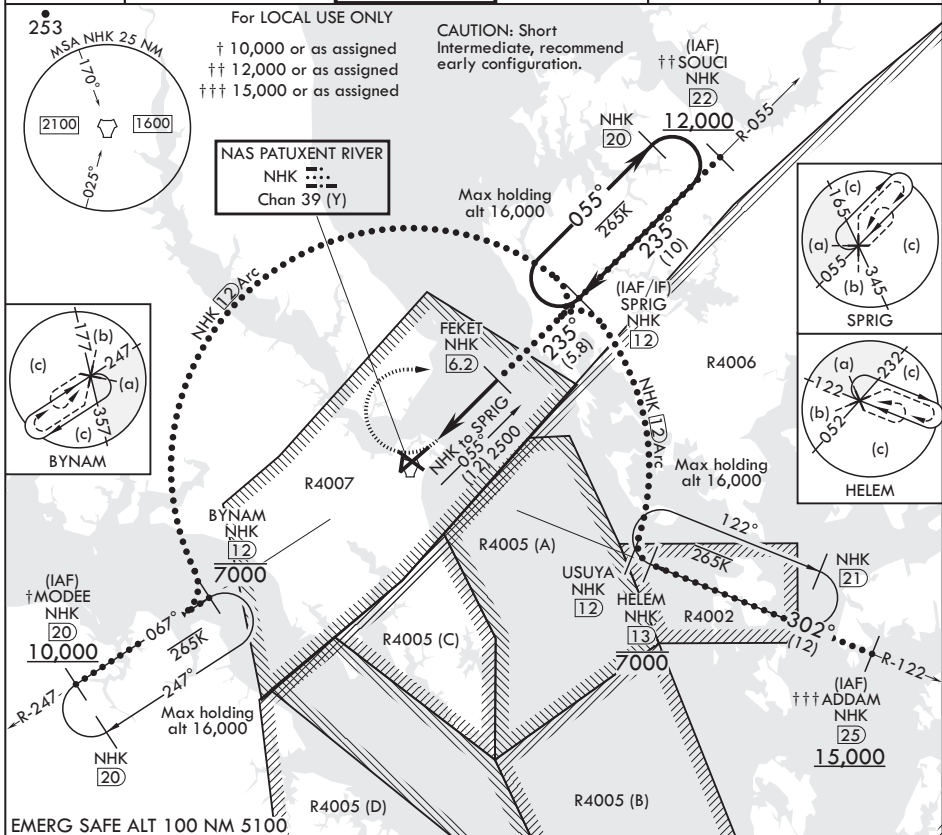 253
MSA NHK 25 NM
170°
2100
1600
025°
For LOCAL USE ONLY
† 10,000 or as assigned
†† 12,000 or as assigned
††† 15,000 or as assigned
CAUTION: Short
Intermediate, recommend
early configuration.
(IAF)
††SOUCI
NHK
22
12,000
R-055
NHK
20
NAS PATUXENT RIVER
NHK
Chan 39 (Y)
Max holding
alt 16,000
055°
265K
235°
(10)
(c)
165
(a)
(c)
055
(b)
345
SPRIG
NHK 12 Arc
(IAF/IF)
SPRIG
NHK
12
FEKET
NHK
6.2
235°
(5.8)
R4006
177
(b)
247
(c)
(a)
(c)
357
BYNAM
(a)
232
(c)
122
(b)
052
(c)
HELEM
NHK 12 Arc
NHK to SPRIG
055°
(12) 2500
Max holding
alt 16,000
R4007
BYNAM
NHK
12
7000
R4005 (A)
122°
265K
NHK
21
USUYA
NHK
12
HELEM
NHK
13
7000
R4002
302°
(12)
R-122
(IAF)
†MODEE
NHK
20
10,000
067°
265K
247°
R-247
Max holding
alt 16,000
NHK
20
R4005 (C)
(IAF)
†††ADDAM
NHK
25
15,000
R4005 (D)
R4005 (B)
EMERG SAFE ALT 100 NM 5100